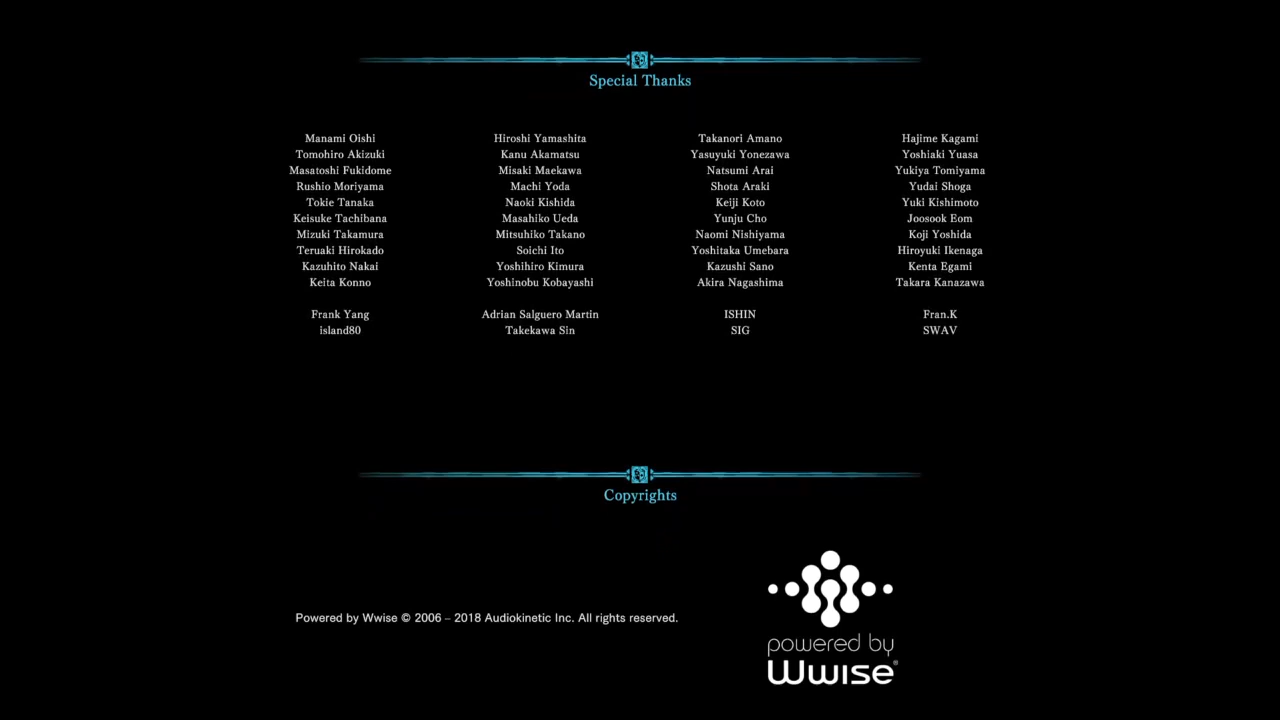 Special Thanks
Manami Oishi Hiroshi Yamashita Takanori Amano Hajime Kagami
Tomohiro Akizuki Kanu Akamatsu Yasuyuki Yonezawa Yoshiaki Yuasa
Masatoshi Fukidome Misaki Maekawa Natsumi Arai Yukiya Tomiyama
Rushio Moriyama Machi Yoda Shota Araki Yudai Shoga
Tokie Tanaka Naoki Kishida Keiji Koto Yuki Kishimoto
Keisuke Tachibana Masahiko Ueda Yunju Cho Joosook Eom
Mizuki Takamura Mitsuhiko Takano Naomi Nishiyama Koji Yoshida
Teruaki Hirokado Soichi Ito Yoshitaka Umebara Hiroyuki Ikenaga
Kazuhito Nakai Yoshihiro Kimura Kazushi Sano Kenta Egami
Keita Konno Yoshinobu Kobayashi Akira Nagashima Takara Kanazawa
Frank Yang Adrian Salguero Martin ISHIN Fran.K
island80 Takekawa Sin SIG SWAV
Copyrights
Powered by Wwise © 2006 – 2018 Audiokinetic Inc. All rights reserved.
powered by
Wwise®